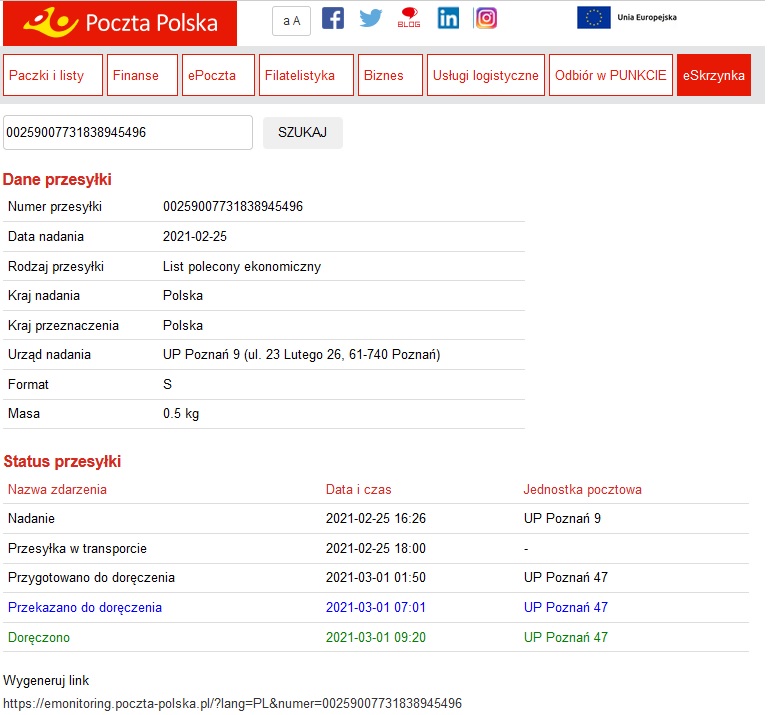 Poczta Polska
a A
BLOG
Unia Europejska
Paczki i listy Finanse ePoczta Filatelistyka Biznes Usługi logistyczne Odbiór w PUNKCIE eSkrzynka
00259007731838945496 SZUKAJ
Dane przesyłki
Numer przesyłki 00259007731838945496
Data nadania 2021-02-25
Rodzaj przesyłki List polecony ekonomiczny
Kraj nadania Polska
Kraj przeznaczenia Polska
Urząd nadania UP Poznań 9 (ul. 23 Lutego 26, 61-740 Poznań)
Format S
Masa 0.5 kg
Status przesyłki
Nazwa zdarzenia Data i czas Jednostka pocztowa
Nadanie 2021-02-25 16:26 UP Poznań 9
Przesyłka w transporcie 2021-02-25 18:00 -
Przygotowano do doręczenia 2021-03-01 01:50 UP Poznań 47
Przekazano do doręczenia 2021-03-01 07:01 UP Poznań 47
Doręczono 2021-03-01 09:20 UP Poznań 47
Wygeneruj link
https://emonitoring.poczta-polska.pl/?lang=PL&numer=00259007731838945496